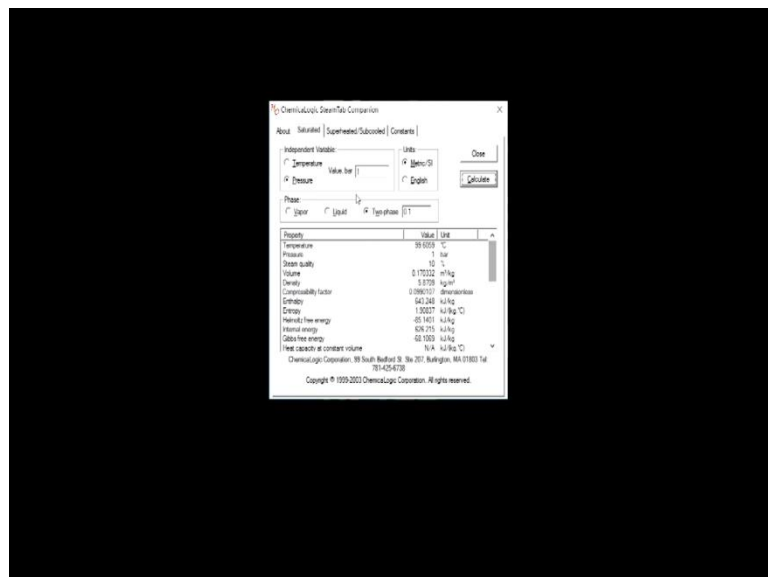 ChemicaLogic SteamTab Companion
About Saturated Superheated/Subcooled Constants
Independent Variable: Units
Temperature Value, bar 1 Metric/SI Close
Pressure English Calculate
Phase:
Vapor Liquid Two-phase 0.1
Property Value Unit
Temperature 99.6059 °C
Pressure 1 bar
Steam quality 10 %
Volume 0.170332 m³/kg
Density 5.8709 kg/m³
Compressibility factor 0.0990107 dimensionless
Enthalpy 643.248 kJ/kg
Entropy 1.90837 kJ/(kg.°C)
Helmoltz free energy -85.1401 kJ/kg
Internal energy 626.215 kJ/kg
Gibbs free energy -68.1069 kJ/kg
Heat capacity at constant volume N/A kJ/(kg.°C)
ChemicaLogic Corporation, 99 South Bedford St. Ste 207, Burlington, MA 01803 Tel:
781-425-6738
Copyright © 1999-2003 ChemicaLogic Corporation. All rights reserved.